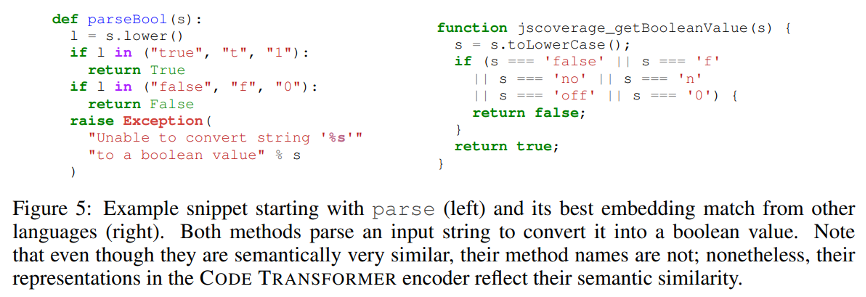 def parseBool(s):
l = s.lower()
if l in ("true", "t", "1"):
return True
if l in ("false", "f", "0"):
return False
raise Exception(
"Unable to convert string '%s'"
"to a boolean value" % s
)
function jscoverage_getBooleanValue(s) {
s = s.toLowerCase();
if (s === 'false' || s === 'f'
|| s === 'no' || s === 'n'
|| s === 'off' || s === '0') {
return false;
}
return true;
}
Figure 5: Example snippet starting with parse (left) and its best embedding match from other
languages (right). Both methods parse an input string to convert it into a boolean value. Note
that even though they are semantically very similar, their method names are not; nonetheless, their
representations in the CODE TRANSFORMER encoder reflect their semantic similarity.